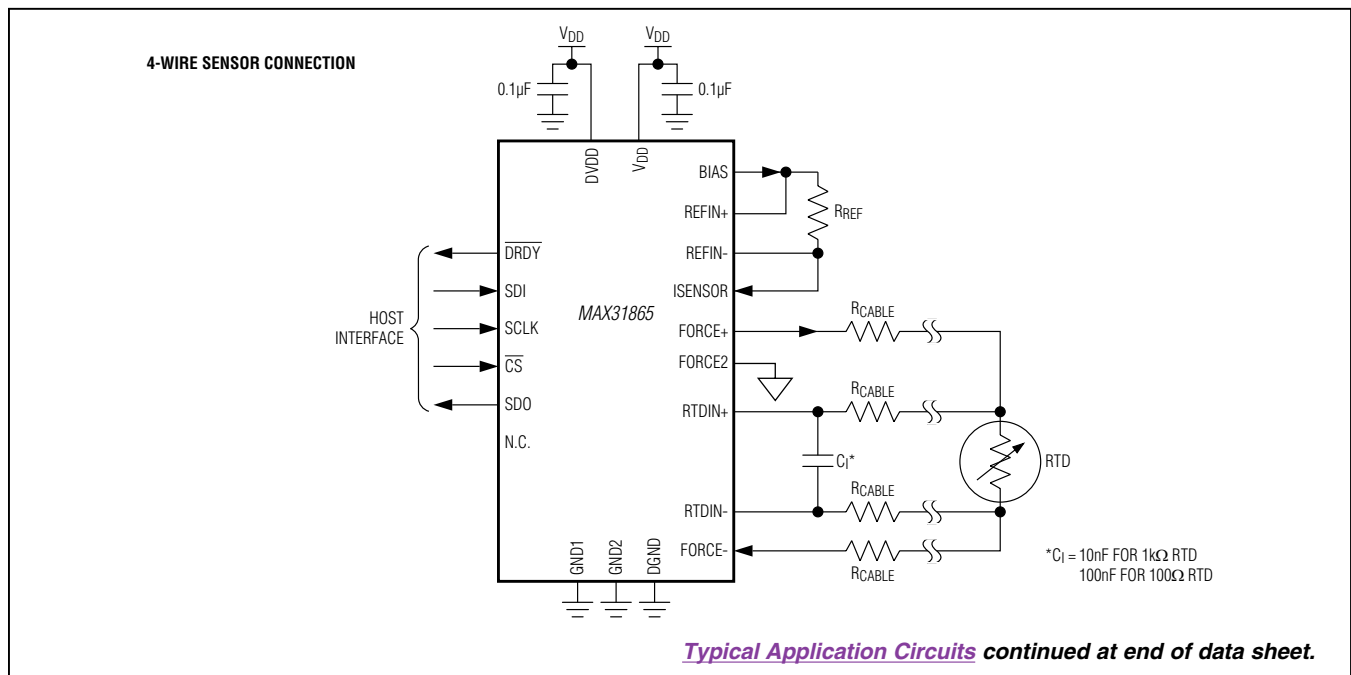 4-WIRE SENSOR CONNECTION
VDD
VDD
0.1µF
0.1µF
DVDD
VDD
BIAS
REFIN+
RREF
REFIN-
ISENSOR
MAX31865
HOST
INTERFACE
DRDY
SDI
SCLK
CS
SDO
N.C.
FORCE+
RCABLE
FORCE2
RTDIN+
RCABLE
CI*
RTD
RTDIN-
RCABLE
FORCE-
RCABLE
GND1
GND2
DGND
*CI = 10nF FOR 1kΩ RTD
100nF FOR 100Ω RTD
Typical Application Circuits continued at end of data sheet.